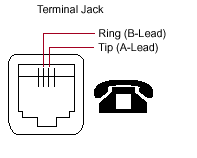 Terminal Jack
Ring (B-Lead)
Tip (A-Lead)